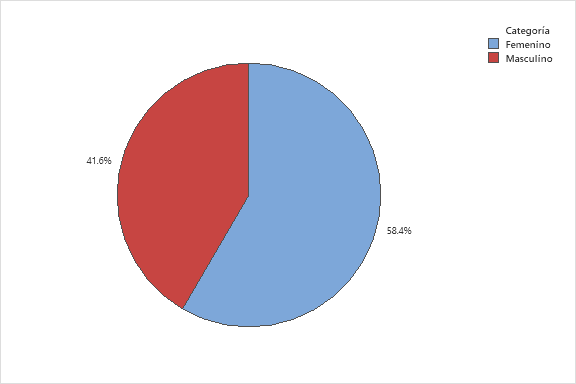 Categoría
Femenino
Masculino
41.6%
58.4%